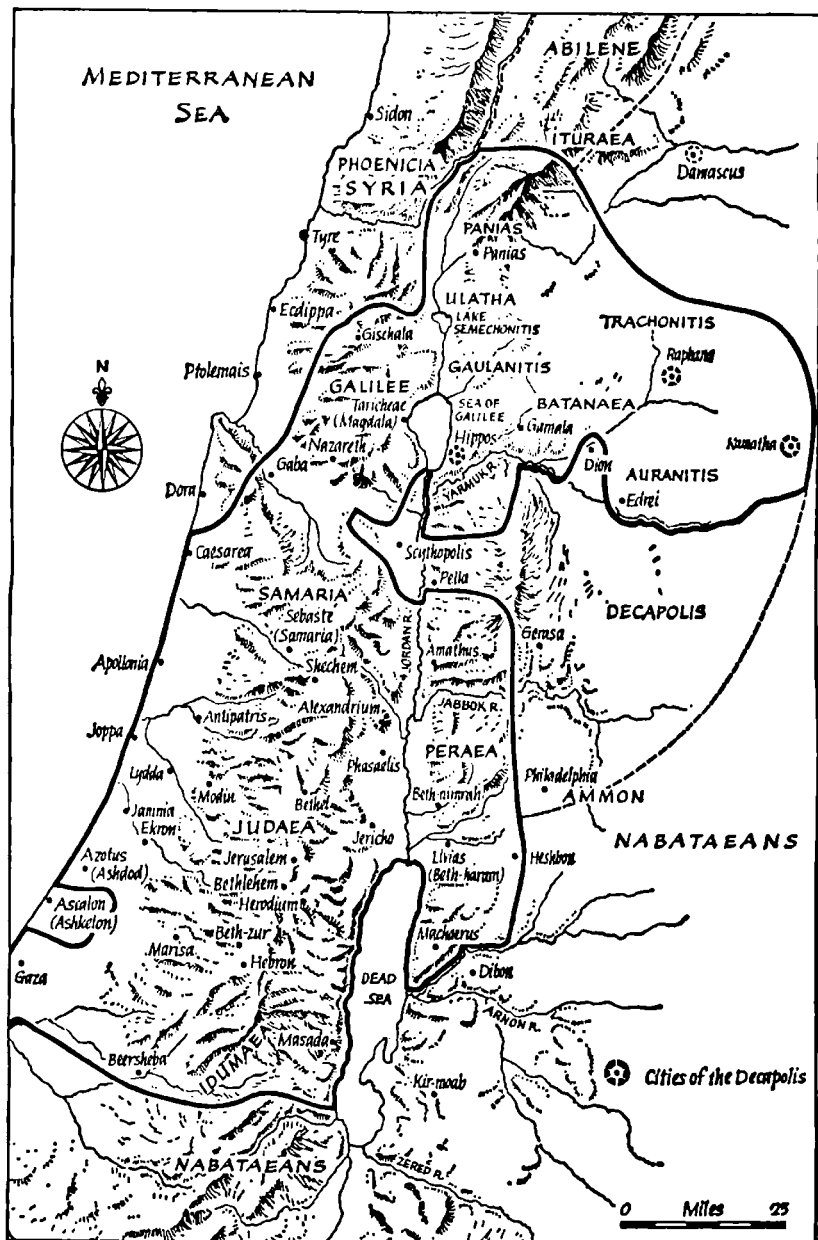 MEDITERRANEAN
SEA
ABILENE
Sidon
ITURAEA
Damascus
PHOENICIA
SYRIA
PANIAS
Panias
Tyre
ULATHA
LAKE
SEMECHONITIS
TRACHONITIS
Ecdippa
Gischala
Raphana
GAULANITIS
Ptolemais
GALILEE
SEA OF
GALILEE
BATANAEA
Taricheae
(Magdala)
Gamala
N
Nazareth
Hippos
Kanatha
Gaba
Dion
YARMUK R.
AURANITIS
Edrei
Dora
Caesarea
Scythopolis
Pella
SAMARIA
DECAPOLIS
Sebaste
(Samaria)
Gerasa
JORDAN R.
Amathus
Apollonia
Shechem
Alexandrium
JABBOK R.
Antipatris
Joppa
PERAEA
Phasaelis
Philadelphia
Lydda
Modin
Beth-nimrah
AMMON
Bethel
Jamnia
JUDAEA
NABATAEANS
Ekron
Jericho
Azotus
(Ashdod)
Jerusalem
Livias
(Beth-haram)
Heshbon
Bethlehem
Ascalon
(Ashkelon)
Herodium
Beth-zur
Machaerus
Marisa
Hebron
Gaza
DEAD
SEA
Dibon
ARNON R.
Masada
Beersheba
IDUMAE
Kir-moab
Cities of the Decapolis
NABATAEANS
ZERED R.
0 Miles 25